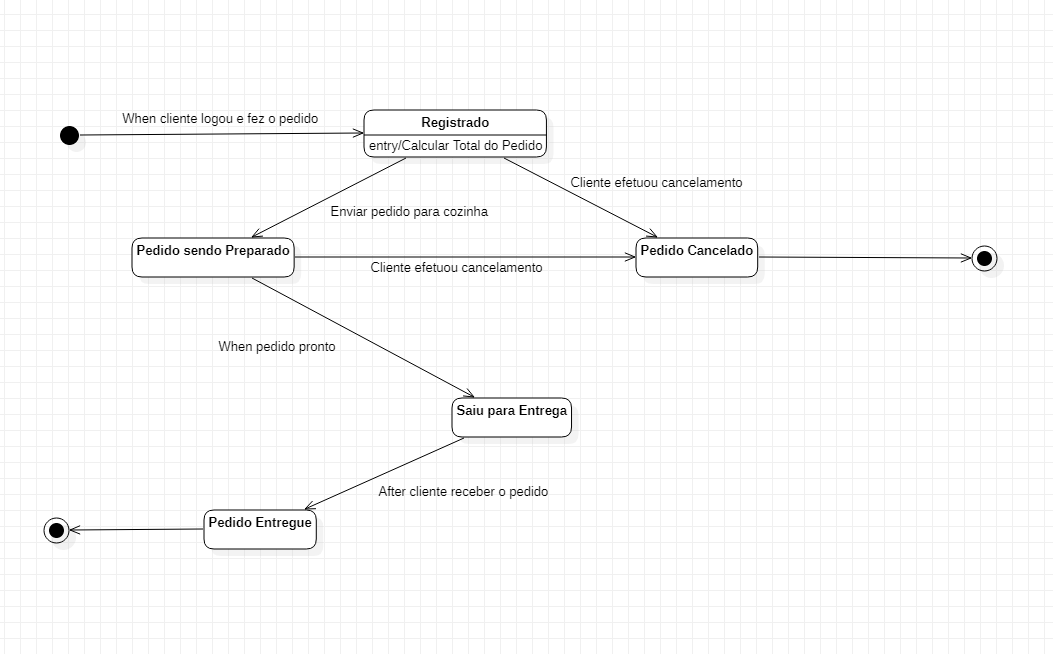 When cliente logou e fez o pedido
Registrado
entry/Calcular Total do Pedido
Cliente efetuou cancelamento
Enviar pedido para cozinha
Pedido sendo Preparado
Pedido Cancelado
Cliente efetuou cancelamento
When pedido pronto
Saiu para Entrega
After cliente receber o pedido
Pedido Entregue